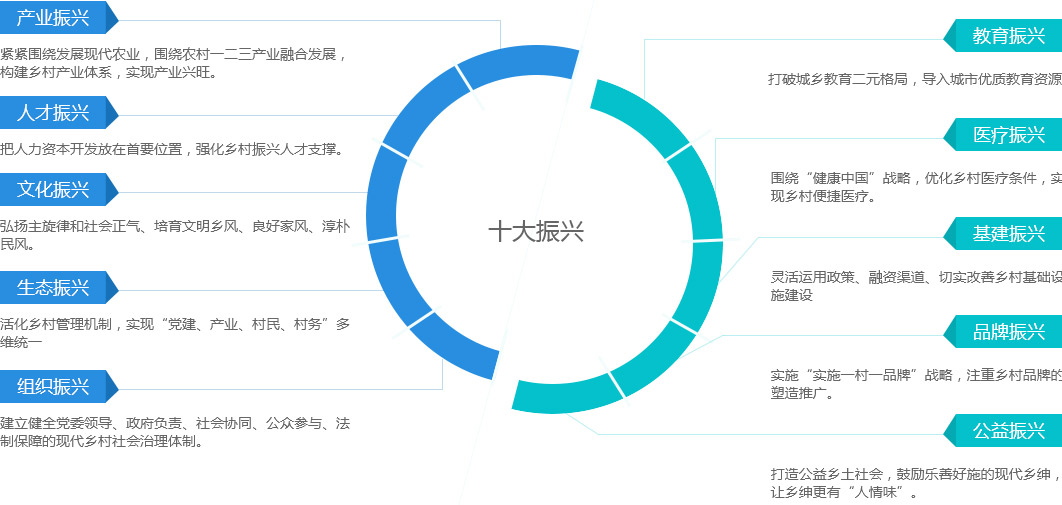 产业振兴
紧紧围绕发展现代农业，围绕农村一二三产业融合发展，
构建乡村产业体系，实现产业兴旺。
人才振兴
把人力资本开发放在首要位置，强化乡村振兴人才支撑。
文化振兴
弘扬主旋律和社会正气、培育文明乡风、良好家风、淳朴
民风。
生态振兴
活化乡村管理机制，实现“党建、产业、村民、村务”多
维统一
组织振兴
建立健全党委领导、政府负责、社会协同、公众参与、法
制保障的现代乡村社会治理体制。
十大振兴
教育振兴
打破城乡教育二元格局，导入城市优质教育资源
医疗振兴
围绕“健康中国”战略，优化乡村医疗条件，实
现乡村便捷医疗。
基建振兴
灵活运用政策、融资渠道、切实改善乡村基础设
施建设
品牌振兴
实施“实施一村一品牌”战略，注重乡村品牌的
塑造推广。
公益振兴
打造公益乡土社会，鼓励乐善好施的现代乡绅，
让乡绅更有“人情味”。